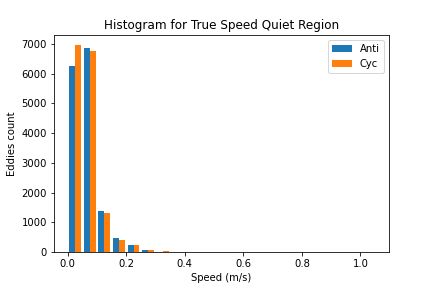 Histogram for True Speed Quiet Region
Anti
Cyc
Eddies count
7000
6000
5000
4000
3000
2000
1000
0
0.0 0.2 0.4 0.6 0.8 1.0
Speed (m/s)